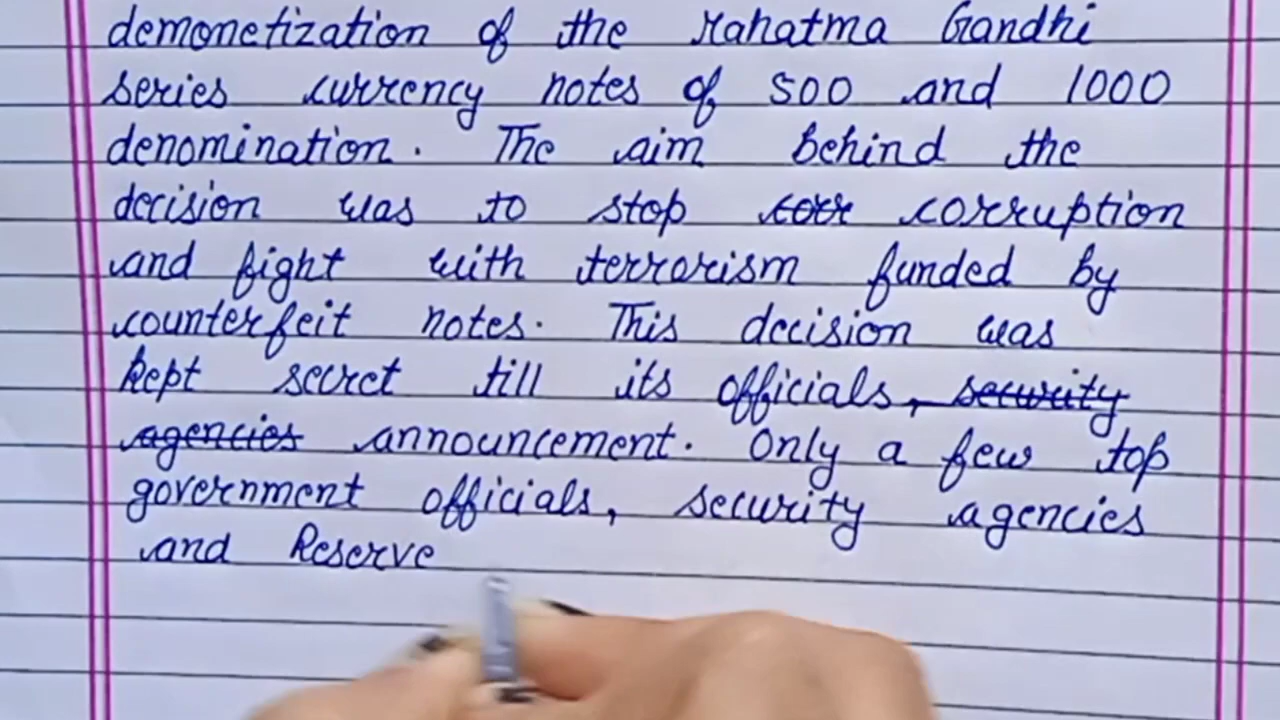 demonetization of the Mahatma Gandhi
series currency notes of 500 and 1000
denomination. The aim behind the
decision was to stop corr corruption
and fight with terrorism funded by
counterfeit notes. This decision was
kept secret till its officials, security
agencies announcement. Only a few top
government officials, security agencies
and Reserve